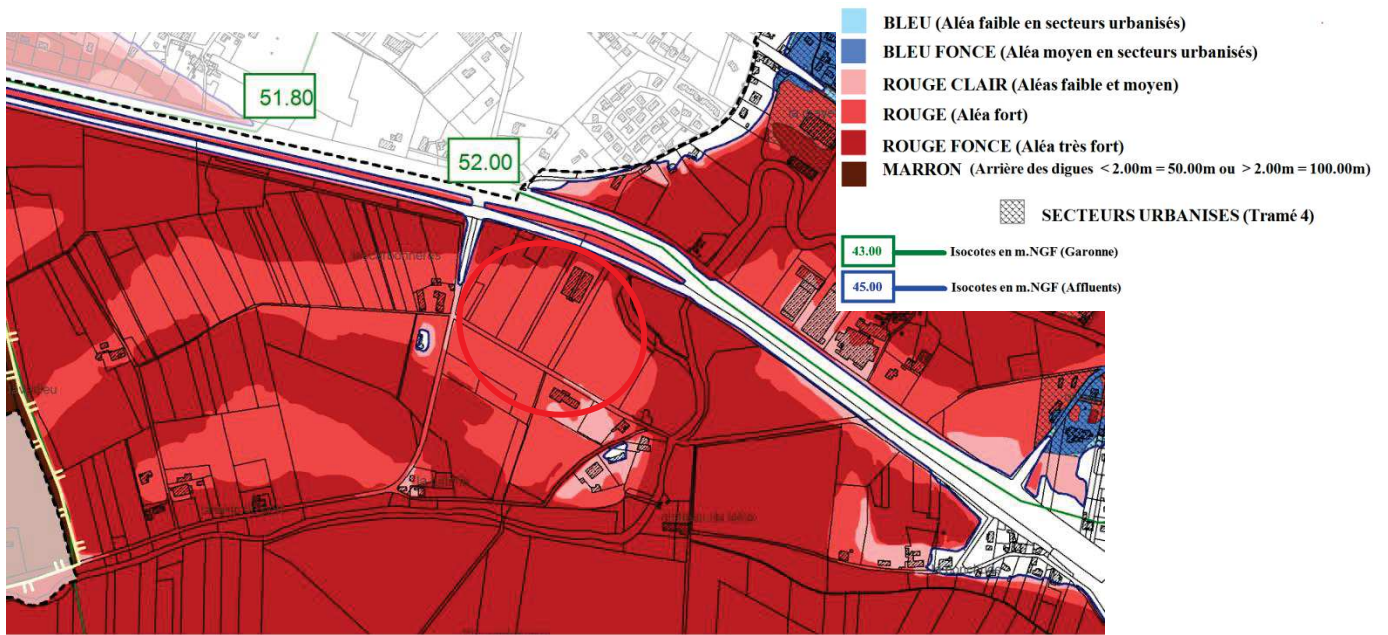 BLEU (Aléa faible en secteurs urbanisés)
BLEU FONCE (Aléa moyen en secteurs urbanisés)
ROUGE CLAIR (Aléas faible et moyen)
ROUGE (Aléa fort)
ROUGE FONCE (Aléa très fort)
MARRON (Arrière des digues < 2.00m = 50.00m ou > 2.00m = 100.00m)
SECTEURS URBANISES (Tramé 4)
43.00 Isocotes en m.NGF (Garonne)
45.00 Isocotes en m.NGF (Affluents)
51.80
52.00